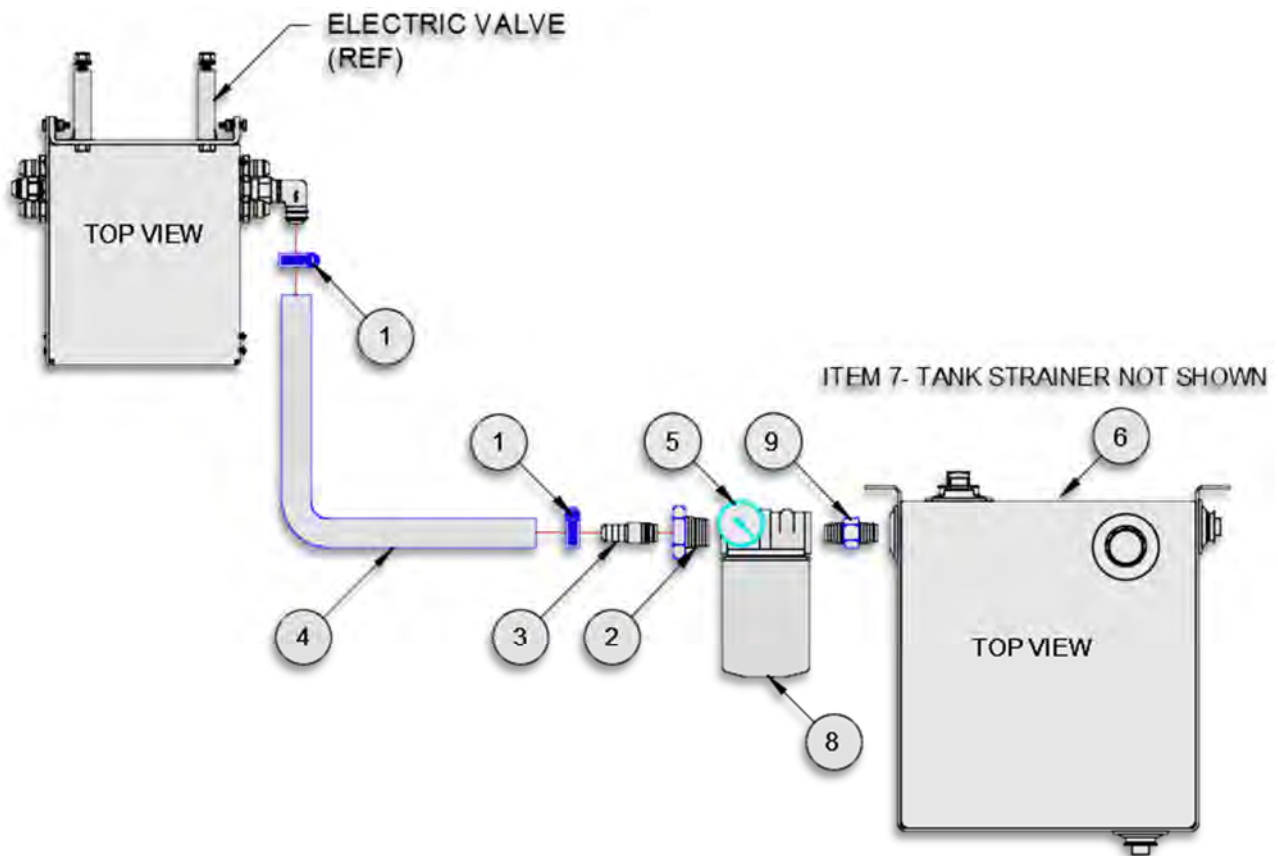 ELECTRIC VALVE
(REF)
TOP VIEW
1
ITEM 7- TANK STRAINER NOT SHOWN
1
5
9
6
4
3
2
TOP VIEW
8